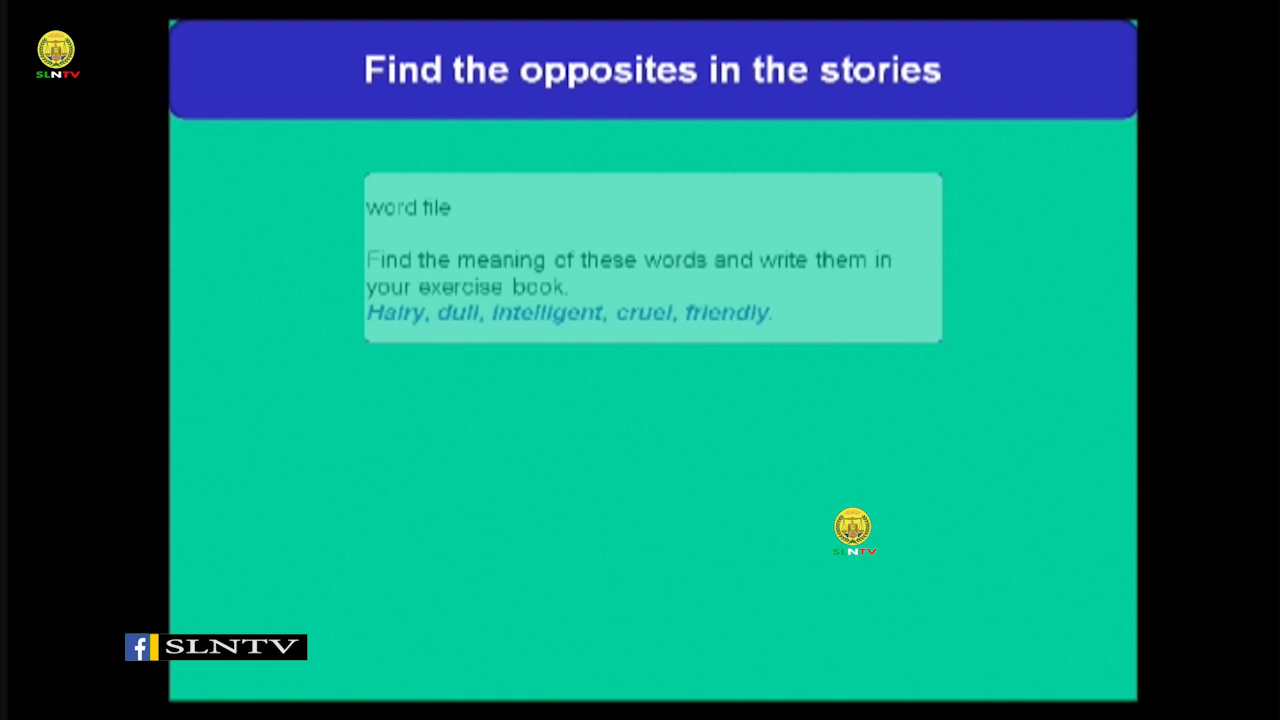 SLNTV
Find the opposites in the stories
word file
Find the meaning of these words and write them in
your exercise book.
Hairy, dull, intelligent, cruel, friendly.
SLNTV
f SLNTV